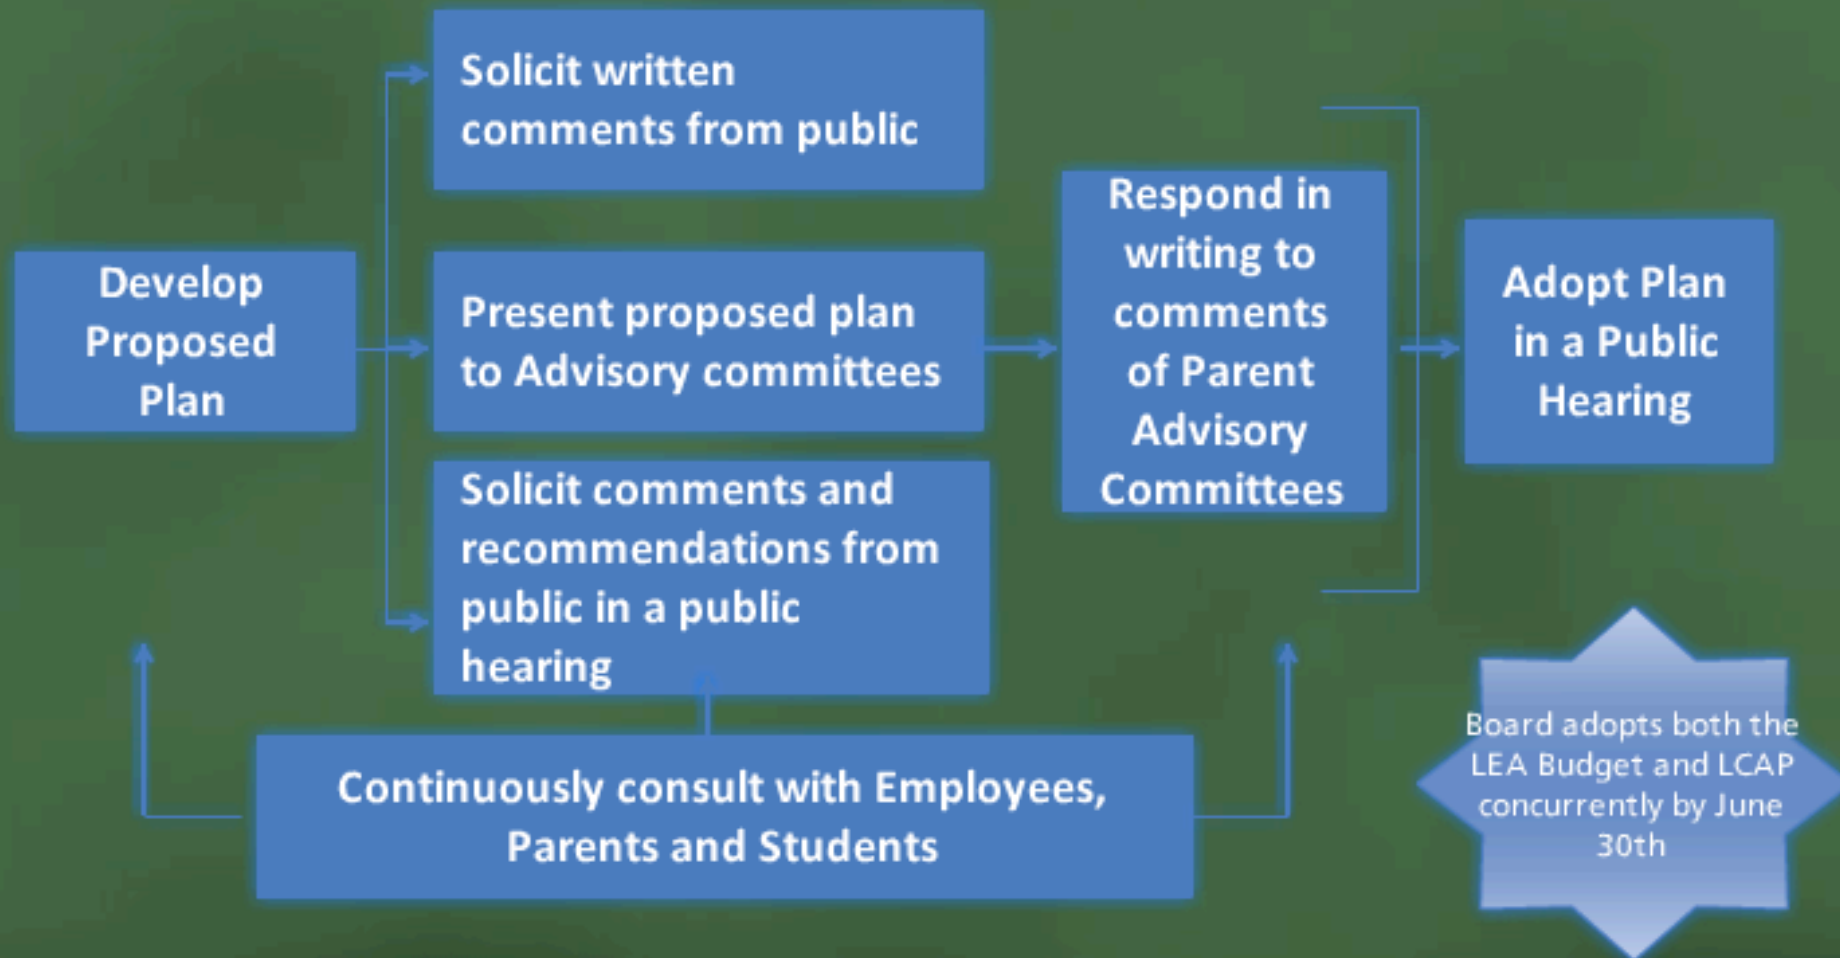 Solicit written
comments from public
Develop
Proposed
Plan
Present proposed plan
to Advisory committees
Solicit comments and
recommendations from
public in a public
hearing
Respond in
writing to
comments
of Parent
Advisory
Committees
Adopt Plan
in a Public
Hearing
Continuously consult with Employees,
Parents and Students
Board adopts both the
LEA Budget and LCAP
concurrently by June
30th